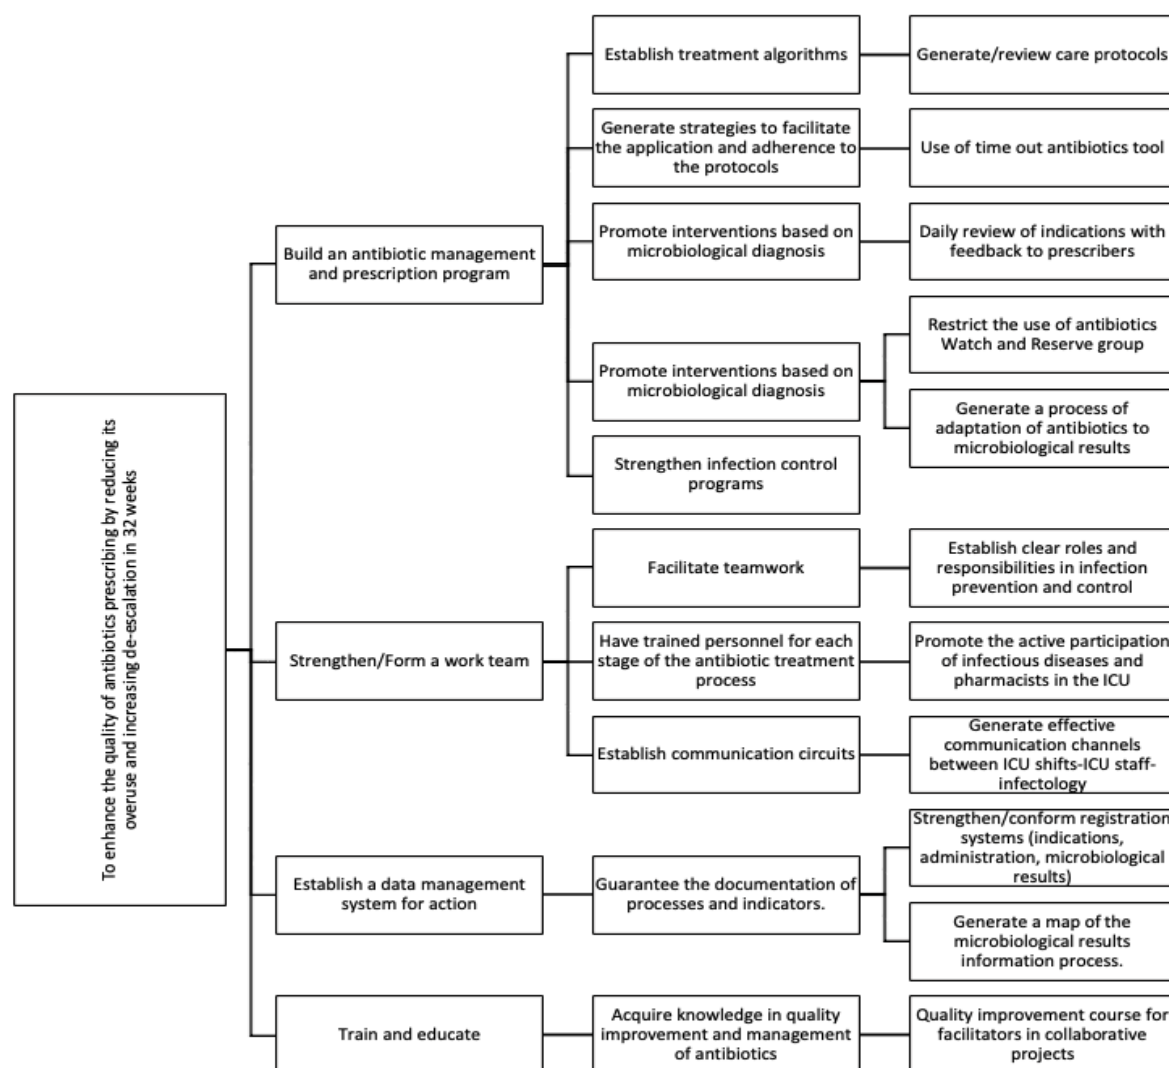 To enhance the quality of antibiotics prescribing by reducing its
overuse and increasing de-escalation in 32 weeks
Build an antibiotic management
and prescription program
Establish treatment algorithms
Generate/review care protocols
Generate strategies to facilitate
the application and adherence to
the protocols
Use of time out antibiotics tool
Promote interventions based on
microbiological diagnosis
Daily review of indications with
feedback to prescribers
Promote interventions based on
microbiological diagnosis
Restrict the use of antibiotics
Watch and Reserve group
Generate a process of
adaptation of antibiotics to
microbiological results
Strengthen infection control
programs
Strengthen/Form a work team
Facilitate teamwork
Establish clear roles and
responsibilities in infection
prevention and control
Have trained personnel for each
stage of the antibiotic treatment
process
Promote the active participation
of infectious diseases and
pharmacists in the ICU
Establish communication circuits
Generate effective
communication channels
between ICU shifts-ICU staff-
infectology
Establish a data management
system for action
Guarantee the documentation of
processes and indicators.
Strengthen/conform registration
systems (indications,
administration, microbiological
results)
Generate a map of the
microbiological results
information process.
Train and educate
Acquire knowledge in quality
improvement and management
of antibiotics
Quality improvement course for
facilitators in collaborative
projects